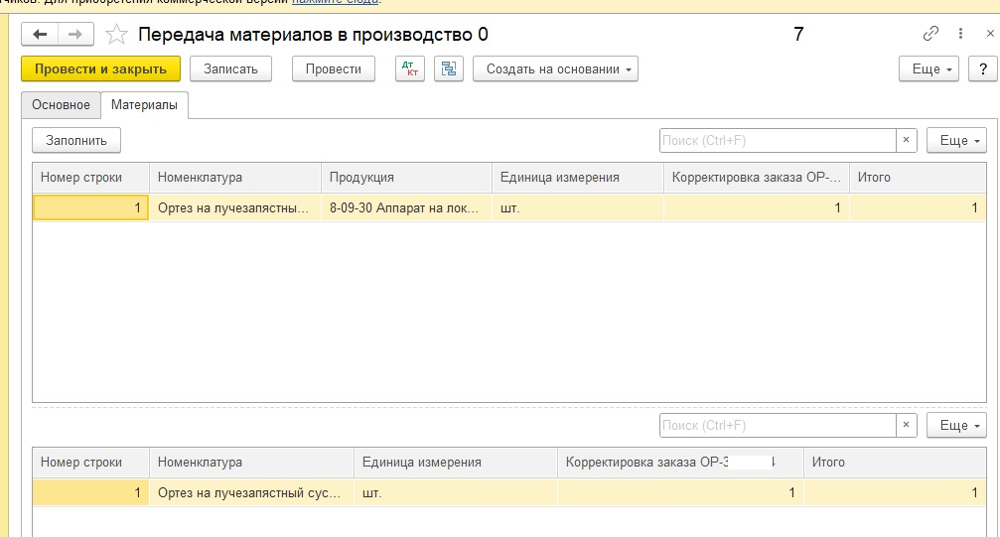 чиков. Для приобретения коммерческой версии нажмите сюда.
Передача материалов в производство 0 7
Провести и закрыть Записать Провести Дт Кт Создать на основании Еще ?
Основное Материалы
Заполнить Поиск (Ctrl+F) × Еще
Номер строки Номенклатура Продукция Единица измерения Корректировка заказа ОР-... Итого
1 Ортез на лучезапястны... 8-09-30 Аппарат на лок... шт. 1 1
Поиск (Ctrl+F) × Еще
Номер строки Номенклатура Единица измерения Корректировка заказа ОР- Итого
1 Ортез на лучезапястный сус... шт. 1 1